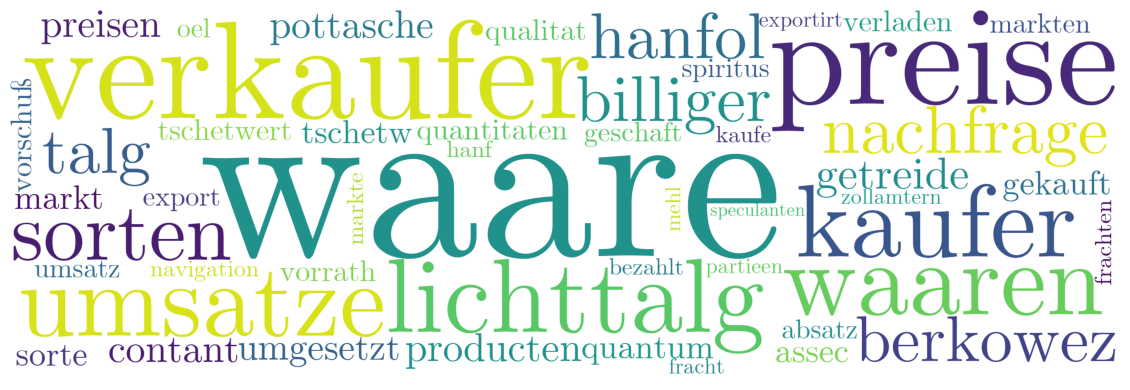 preisen oel pottasche qualitat hanfol exportirt verladen markten
verkaufer spiritus preise
vorschuß billiger
tschetwert tschetw quantitaten geschaft kaufe nachfrage
talg hanf
waare getreide gekauft
markt export markte mehl speculanten zollamtern
sorten kaufer frachten
umsatz navigation vorrath bezahlt partieen
umsatze lichttalg waaren
absatz berkowez
sorte contant umgesetzt producten quantum assec
fracht